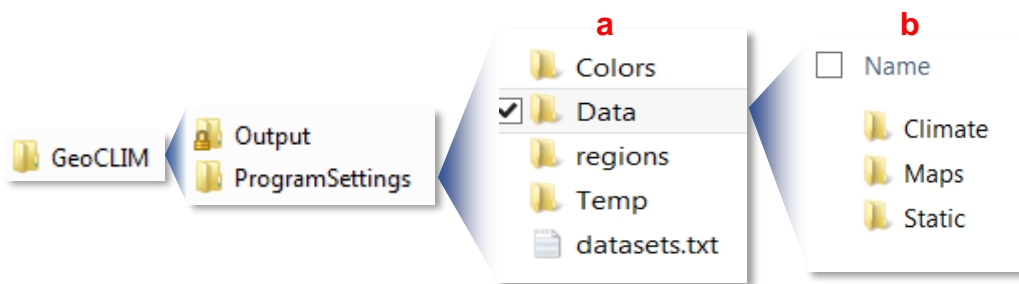 GeoCLIM
Output
ProgramSettings
a
Colors
Data
regions
Temp
datasets.txt
b
Name
Climate
Maps
Static